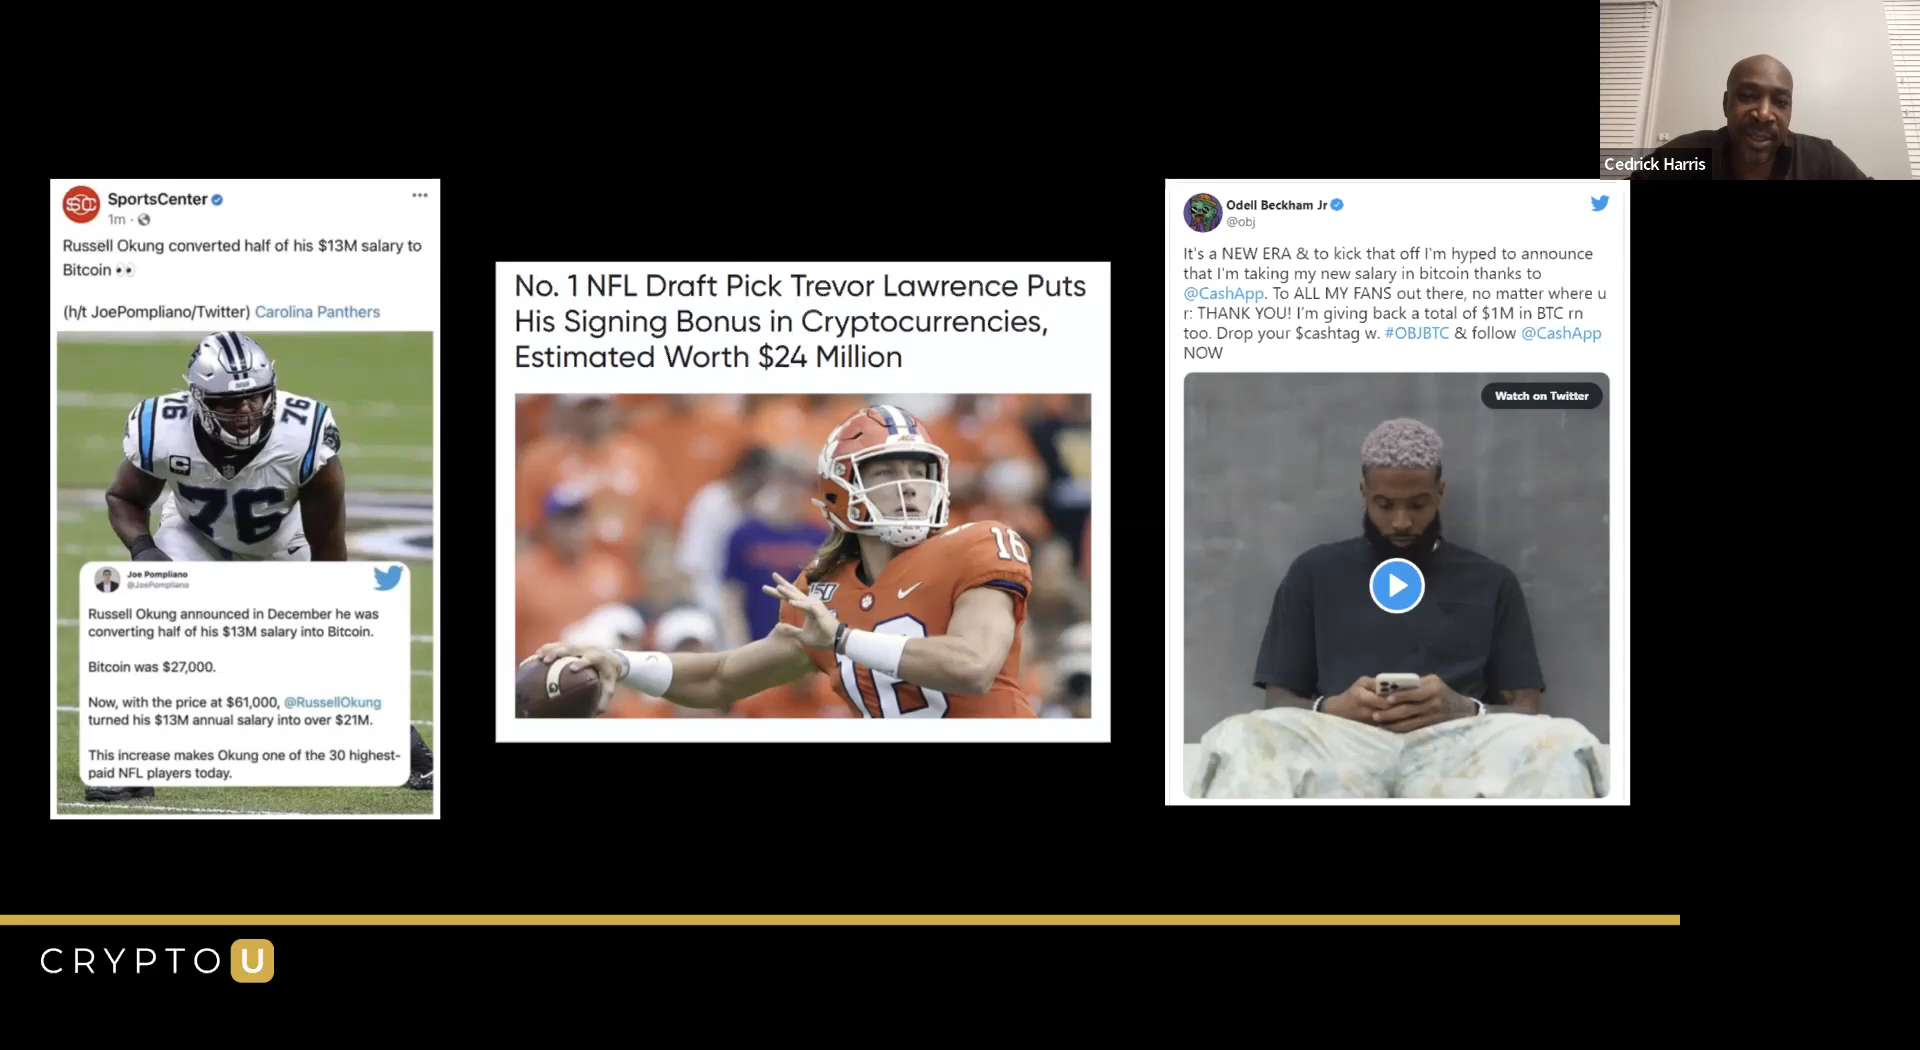 Cedrick Harris
SportsCenter
1m
Russell Okung converted half of his $13M salary to
Bitcoin 👀
(h/t JoePompliano/Twitter) Carolina Panthers
76
76
C
76
Joe Pompliano
@JoePompliano
Russell Okung announced in December he was
converting half of his $13M salary into Bitcoin.
Bitcoin was $27,000.
Now, with the price at $61,000, @RussellOkung
turned his $13M annual salary into over $21M.
This increase makes Okung one of the 30 highest-
paid NFL players today.
No. 1 NFL Draft Pick Trevor Lawrence Puts
His Signing Bonus in Cryptocurrencies,
Estimated Worth $24 Million
16
150
16
Odell Beckham Jr
@obj
It's a NEW ERA & to kick that off I'm hyped to announce
that I'm taking my new salary in bitcoin thanks to
@CashApp. To ALL MY FANS out there, no matter where u
r: THANK YOU! I'm giving back a total of $1M in BTC rn
too. Drop your $cashtag w. #OBJBTC & follow @CashApp
NOW
Watch on Twitter
CRYPTO U